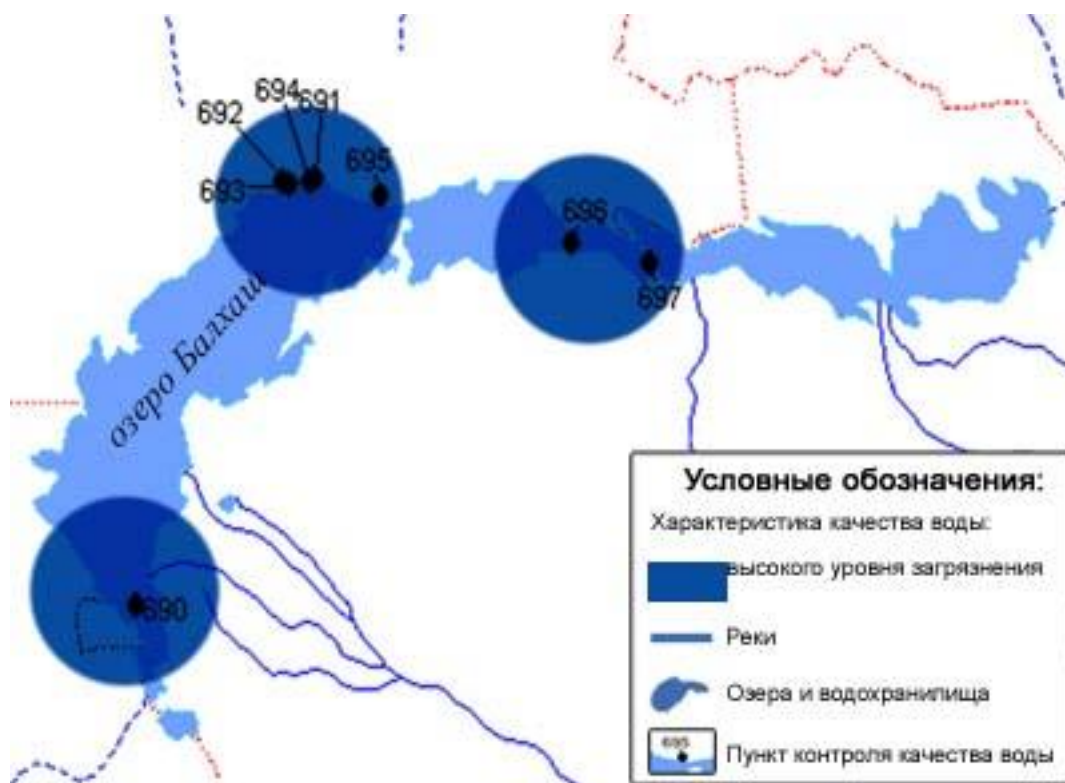 694 691
692
695
693
696
697
озеро Балхаш
690
Условные обозначения:
Характеристика качества воды:
высокого уровня загрязнения
Реки
Озера и водохранилища
695
Пункт контроля качества воды